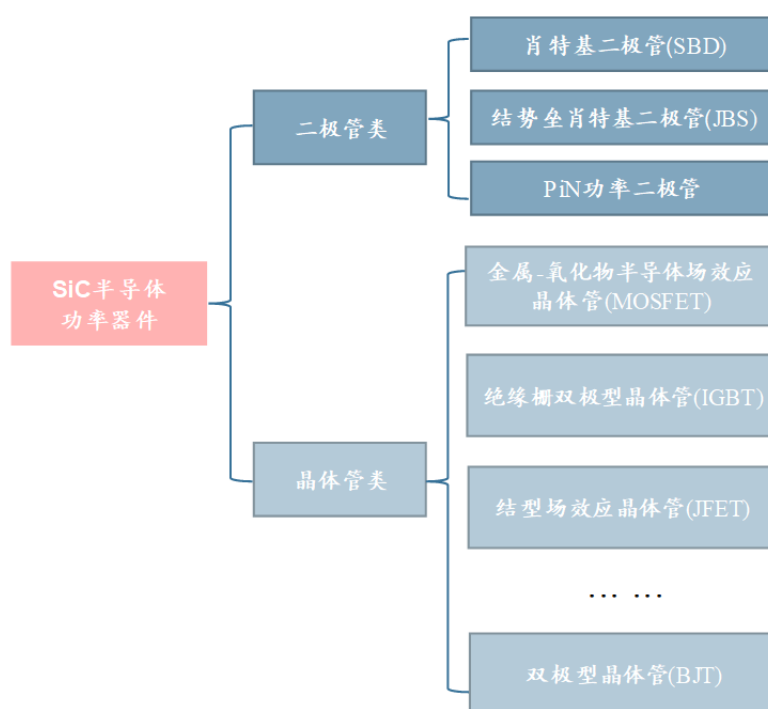 肖特基二极管(SBD)
二极管类
结势垒肖特基二极管(JBS)
PiN功率二极管
SiC半导体
功率器件
金属-氧化物半导体场效应
晶体管(MOSFET)
绝缘栅双极型晶体管(IGBT)
晶体管类
结型场效应晶体管(JFET)
... ...
双极型晶体管(BJT)